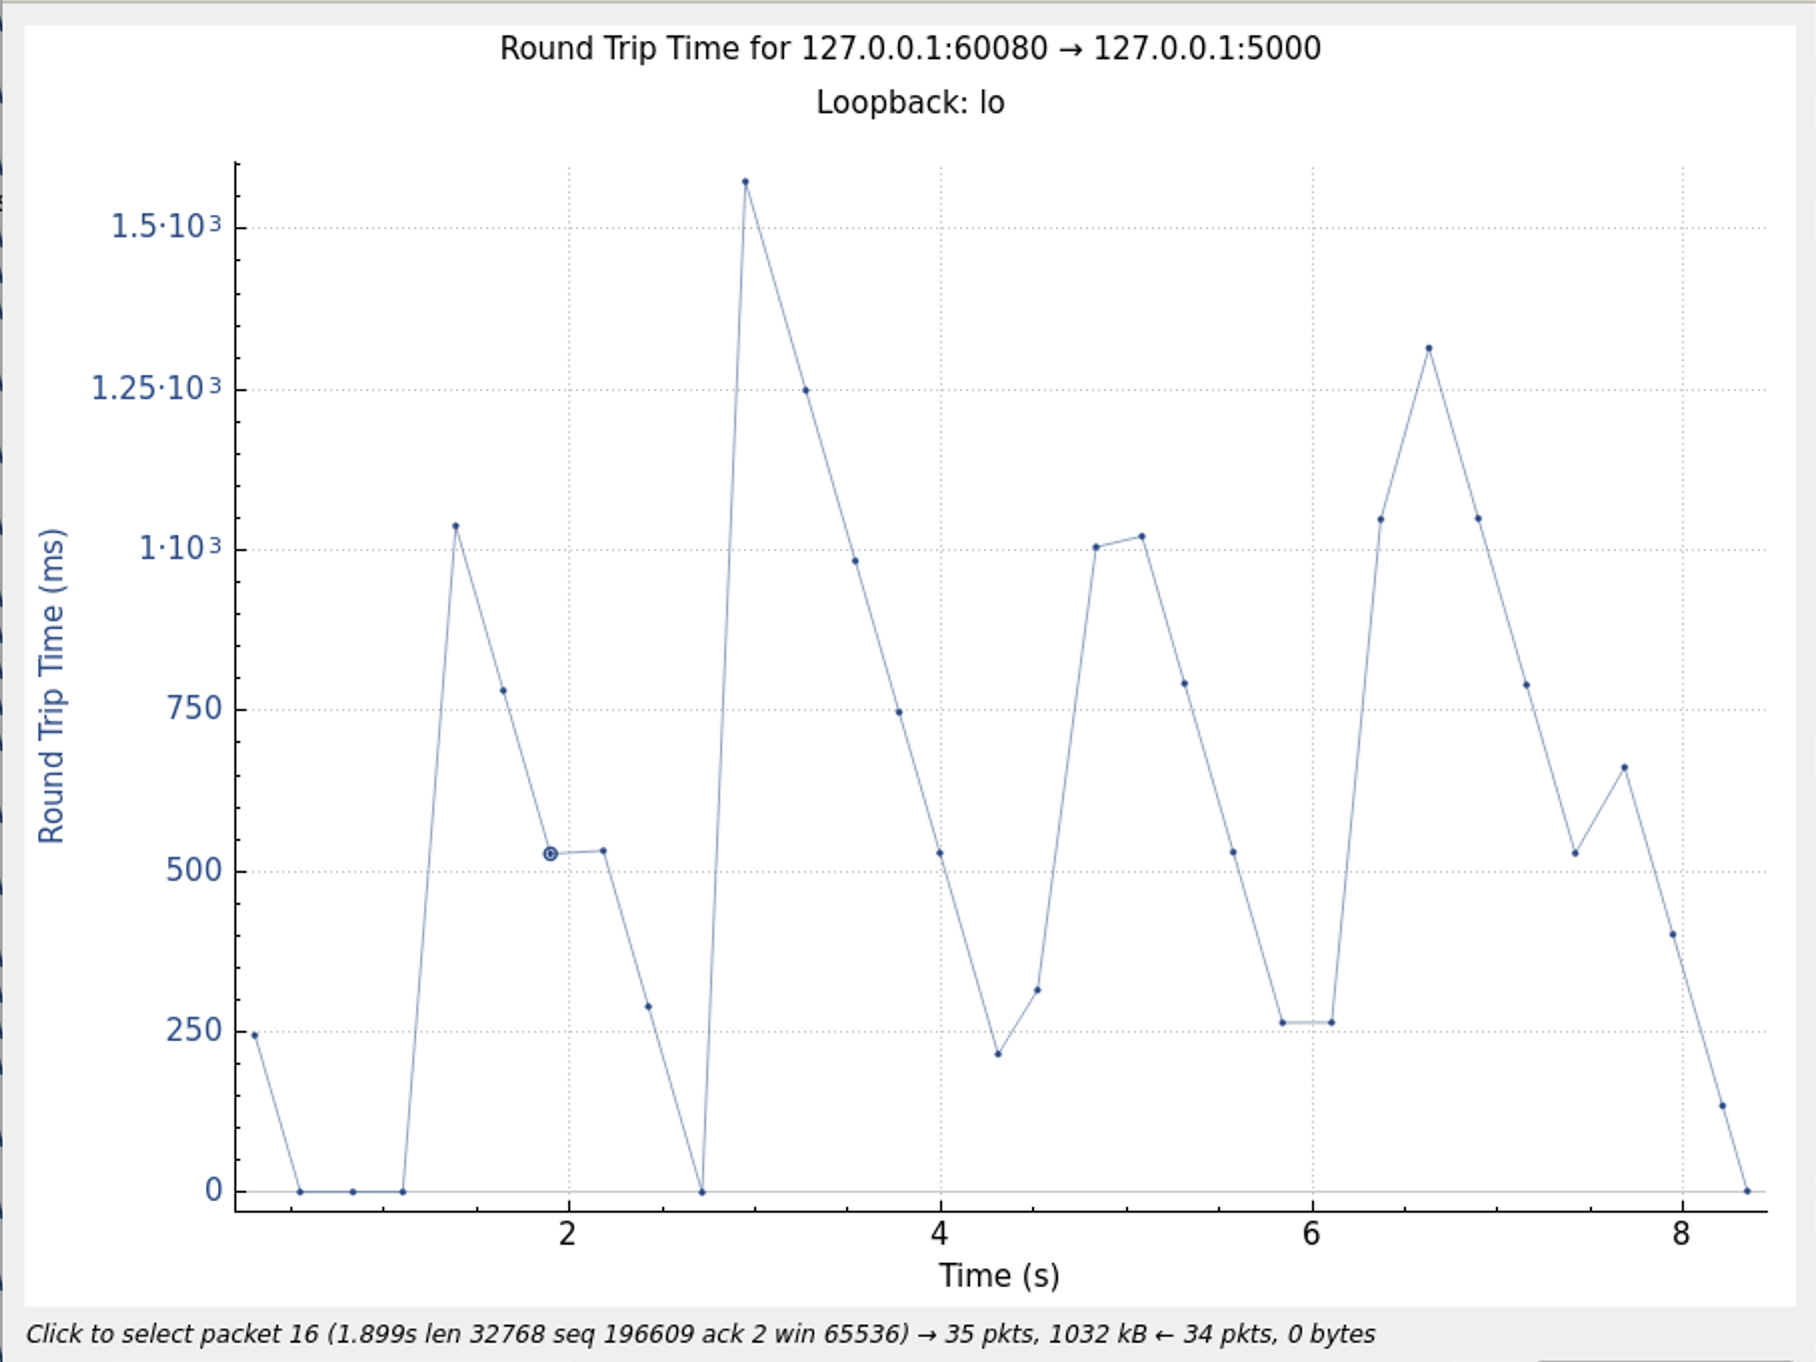 Round Trip Time for 127.0.0.1:60080 → 127.0.0.1:5000
Loopback: lo
Round Trip Time (ms)
1.5·10³
1.25·10³
1·10³
750
500
250
0
2 4 6 8
Time (s)
Click to select packet 16 (1.899s len 32768 seq 196609 ack 2 win 65536) → 35 pkts, 1032 kB ← 34 pkts, 0 bytes